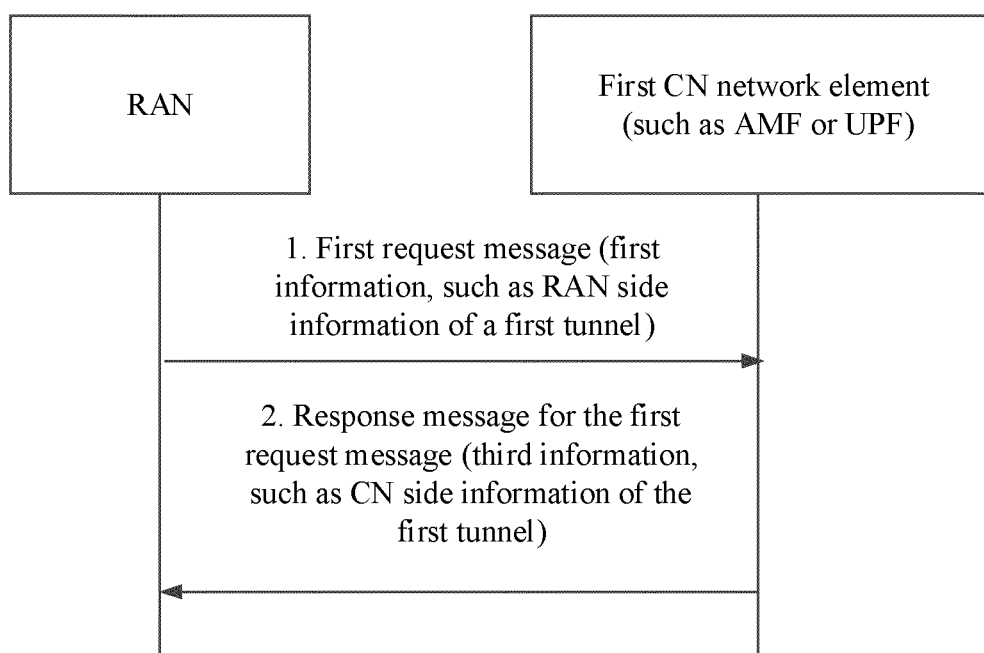 RAN
First CN network element
(such as AMF or UPF)
1. First request message (first
information, such as RAN side
information of a first tunnel)
2. Response message for the first
request message (third information,
such as CN side information of the
first tunnel)